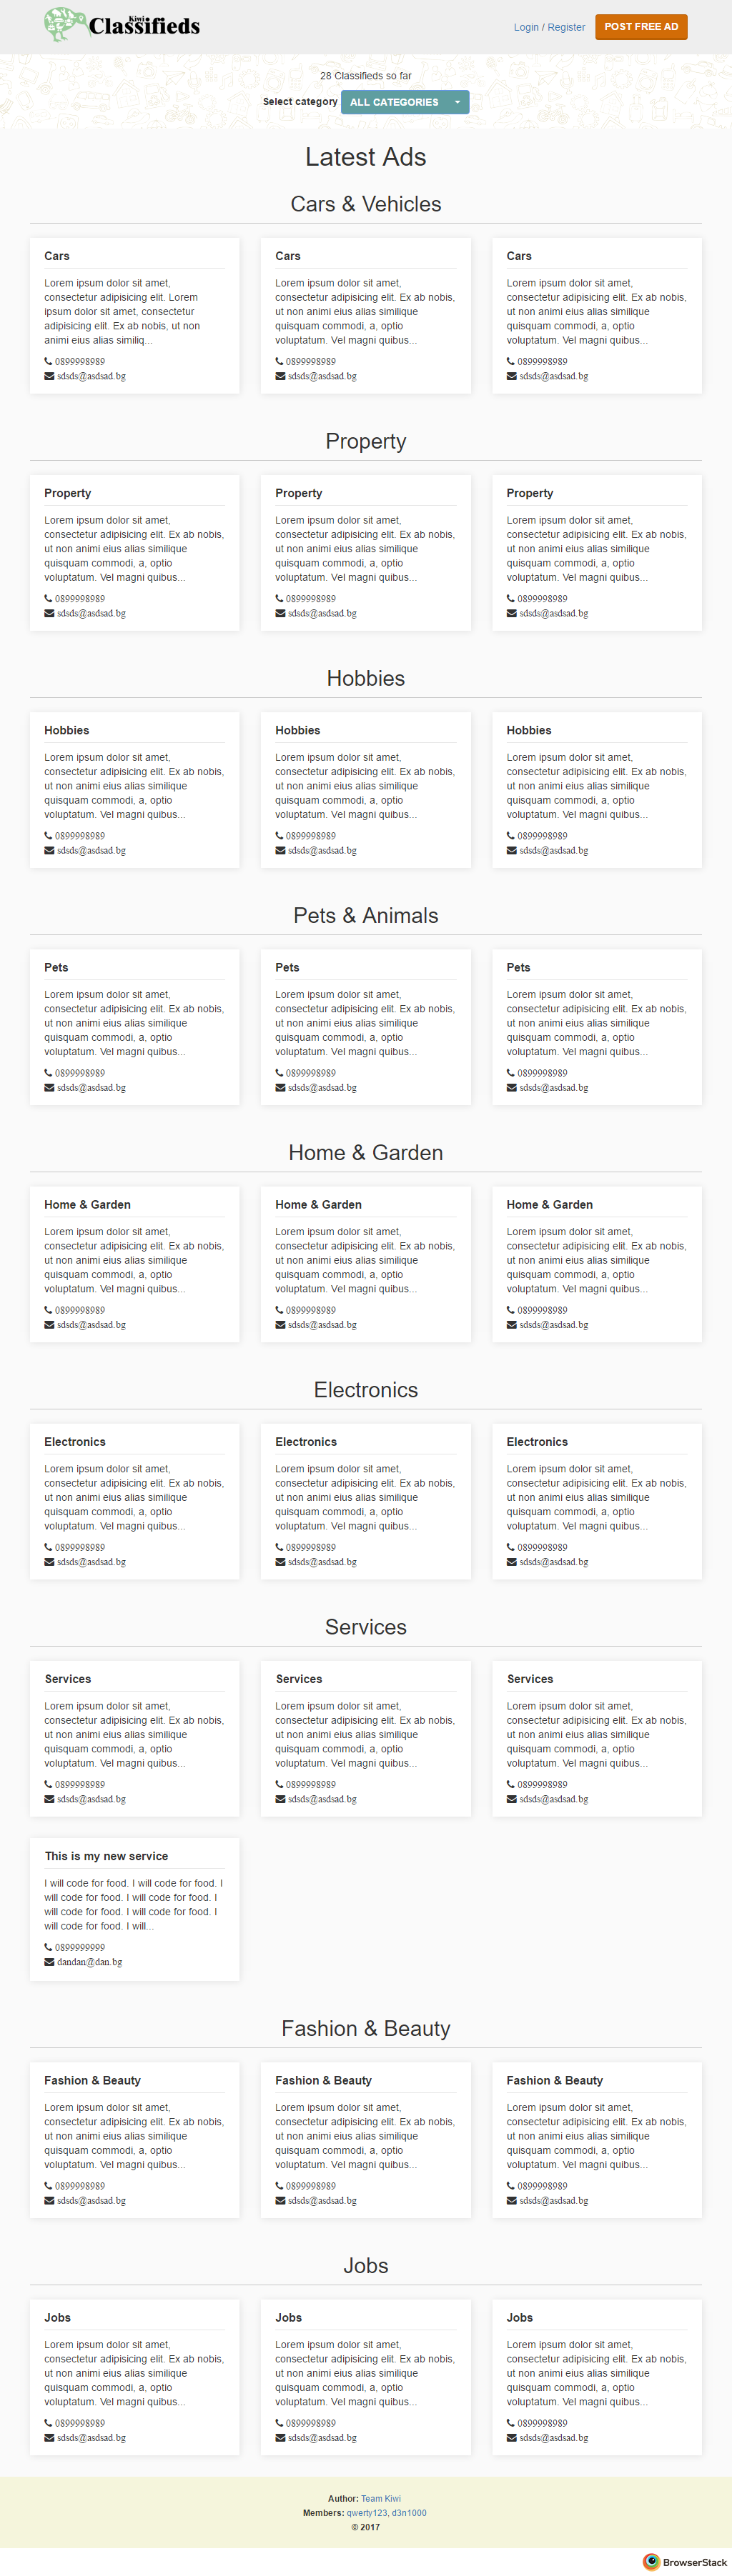 Kiwi
Classifieds
Login / Register
POST FREE AD
28 Classifieds so far
Select category ALL CATEGORIES
Latest Ads
Cars & Vehicles
Cars
Lorem ipsum dolor sit amet,
consectetur adipisicing elit. Lorem
ipsum dolor sit amet, consectetur
adipisicing elit. Ex ab nobis, ut non
animi eius alias similiq...
0899998989
sdsds@asdsad.bg
Cars
Lorem ipsum dolor sit amet,
consectetur adipisicing elit. Ex ab nobis,
ut non animi eius alias similique
quisquam commodi, a, optio
voluptatum. Vel magni quibus...
0899998989
sdsds@asdsad.bg
Cars
Lorem ipsum dolor sit amet,
consectetur adipisicing elit. Ex ab nobis,
ut non animi eius alias similique
quisquam commodi, a, optio
voluptatum. Vel magni quibus...
0899998989
sdsds@asdsad.bg
Property
Property
Lorem ipsum dolor sit amet,
consectetur adipisicing elit. Ex ab nobis,
ut non animi eius alias similique
quisquam commodi, a, optio
voluptatum. Vel magni quibus...
0899998989
sdsds@asdsad.bg
Property
Lorem ipsum dolor sit amet,
consectetur adipisicing elit. Ex ab nobis,
ut non animi eius alias similique
quisquam commodi, a, optio
voluptatum. Vel magni quibus...
0899998989
sdsds@asdsad.bg
Property
Lorem ipsum dolor sit amet,
consectetur adipisicing elit. Ex ab nobis,
ut non animi eius alias similique
quisquam commodi, a, optio
voluptatum. Vel magni quibus...
0899998989
sdsds@asdsad.bg
Hobbies
Hobbies
Lorem ipsum dolor sit amet,
consectetur adipisicing elit. Ex ab nobis,
ut non animi eius alias similique
quisquam commodi, a, optio
voluptatum. Vel magni quibus...
0899998989
sdsds@asdsad.bg
Hobbies
Lorem ipsum dolor sit amet,
consectetur adipisicing elit. Ex ab nobis,
ut non animi eius alias similique
quisquam commodi, a, optio
voluptatum. Vel magni quibus...
0899998989
sdsds@asdsad.bg
Hobbies
Lorem ipsum dolor sit amet,
consectetur adipisicing elit. Ex ab nobis,
ut non animi eius alias similique
quisquam commodi, a, optio
voluptatum. Vel magni quibus...
0899998989
sdsds@asdsad.bg
Pets & Animals
Pets
Lorem ipsum dolor sit amet,
consectetur adipisicing elit. Ex ab nobis,
ut non animi eius alias similique
quisquam commodi, a, optio
voluptatum. Vel magni quibus...
0899998989
sdsds@asdsad.bg
Pets
Lorem ipsum dolor sit amet,
consectetur adipisicing elit. Ex ab nobis,
ut non animi eius alias similique
quisquam commodi, a, optio
voluptatum. Vel magni quibus...
0899998989
sdsds@asdsad.bg
Pets
Lorem ipsum dolor sit amet,
consectetur adipisicing elit. Ex ab nobis,
ut non animi eius alias similique
quisquam commodi, a, optio
voluptatum. Vel magni quibus...
0899998989
sdsds@asdsad.bg
Home & Garden
Home & Garden
Lorem ipsum dolor sit amet,
consectetur adipisicing elit. Ex ab nobis,
ut non animi eius alias similique
quisquam commodi, a, optio
voluptatum. Vel magni quibus...
0899998989
sdsds@asdsad.bg
Home & Garden
Lorem ipsum dolor sit amet,
consectetur adipisicing elit. Ex ab nobis,
ut non animi eius alias similique
quisquam commodi, a, optio
voluptatum. Vel magni quibus...
0899998989
sdsds@asdsad.bg
Home & Garden
Lorem ipsum dolor sit amet,
consectetur adipisicing elit. Ex ab nobis,
ut non animi eius alias similique
quisquam commodi, a, optio
voluptatum. Vel magni quibus...
0899998989
sdsds@asdsad.bg
Electronics
Electronics
Lorem ipsum dolor sit amet,
consectetur adipisicing elit. Ex ab nobis,
ut non animi eius alias similique
quisquam commodi, a, optio
voluptatum. Vel magni quibus...
0899998989
sdsds@asdsad.bg
Electronics
Lorem ipsum dolor sit amet,
consectetur adipisicing elit. Ex ab nobis,
ut non animi eius alias similique
quisquam commodi, a, optio
voluptatum. Vel magni quibus...
0899998989
sdsds@asdsad.bg
Electronics
Lorem ipsum dolor sit amet,
consectetur adipisicing elit. Ex ab nobis,
ut non animi eius alias similique
quisquam commodi, a, optio
voluptatum. Vel magni quibus...
0899998989
sdsds@asdsad.bg
Services
Services
Lorem ipsum dolor sit amet,
consectetur adipisicing elit. Ex ab nobis,
ut non animi eius alias similique
quisquam commodi, a, optio
voluptatum. Vel magni quibus...
0899998989
sdsds@asdsad.bg
Services
Lorem ipsum dolor sit amet,
consectetur adipisicing elit. Ex ab nobis,
ut non animi eius alias similique
quisquam commodi, a, optio
voluptatum. Vel magni quibus...
0899998989
sdsds@asdsad.bg
Services
Lorem ipsum dolor sit amet,
consectetur adipisicing elit. Ex ab nobis,
ut non animi eius alias similique
quisquam commodi, a, optio
voluptatum. Vel magni quibus...
0899998989
sdsds@asdsad.bg
This is my new service
I will code for food. I will code for food. I
will code for food. I will code for food. I
will code for food. I will code for food. I
will code for food. I will...
0899999999
dandan@dan.bg
Fashion & Beauty
Fashion & Beauty
Lorem ipsum dolor sit amet,
consectetur adipisicing elit. Ex ab nobis,
ut non animi eius alias similique
quisquam commodi, a, optio
voluptatum. Vel magni quibus...
0899998989
sdsds@asdsad.bg
Fashion & Beauty
Lorem ipsum dolor sit amet,
consectetur adipisicing elit. Ex ab nobis,
ut non animi eius alias similique
quisquam commodi, a, optio
voluptatum. Vel magni quibus...
0899998989
sdsds@asdsad.bg
Fashion & Beauty
Lorem ipsum dolor sit amet,
consectetur adipisicing elit. Ex ab nobis,
ut non animi eius alias similique
quisquam commodi, a, optio
voluptatum. Vel magni quibus...
0899998989
sdsds@asdsad.bg
Jobs
Jobs
Lorem ipsum dolor sit amet,
consectetur adipisicing elit. Ex ab nobis,
ut non animi eius alias similique
quisquam commodi, a, optio
voluptatum. Vel magni quibus...
0899998989
sdsds@asdsad.bg
Jobs
Lorem ipsum dolor sit amet,
consectetur adipisicing elit. Ex ab nobis,
ut non animi eius alias similique
quisquam commodi, a, optio
voluptatum. Vel magni quibus...
0899998989
sdsds@asdsad.bg
Jobs
Lorem ipsum dolor sit amet,
consectetur adipisicing elit. Ex ab nobis,
ut non animi eius alias similique
quisquam commodi, a, optio
voluptatum. Vel magni quibus...
0899998989
sdsds@asdsad.bg
Author: Team Kiwi
Members: qwerty123, d3n1000
© 2017
BrowserStack